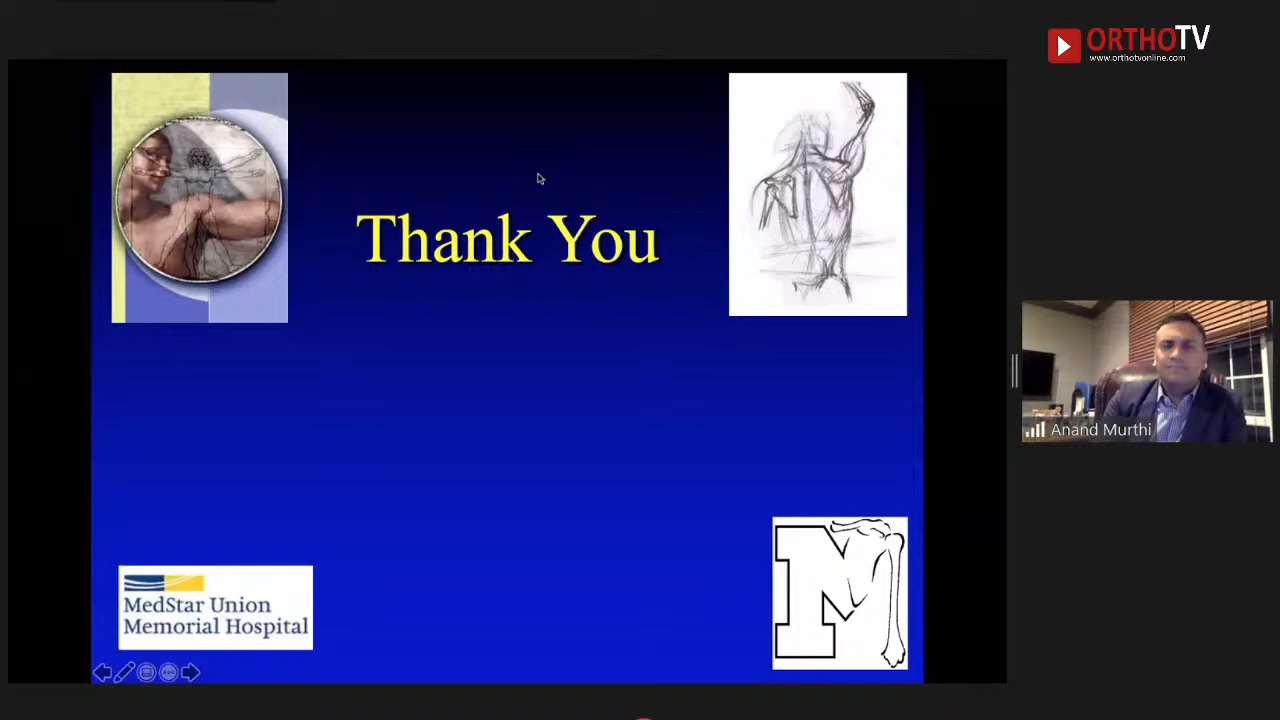 ORTHOTV
www.orthotvonline.com
Thank You
Anand Murthi
MedStar Union
Memorial Hospital
M